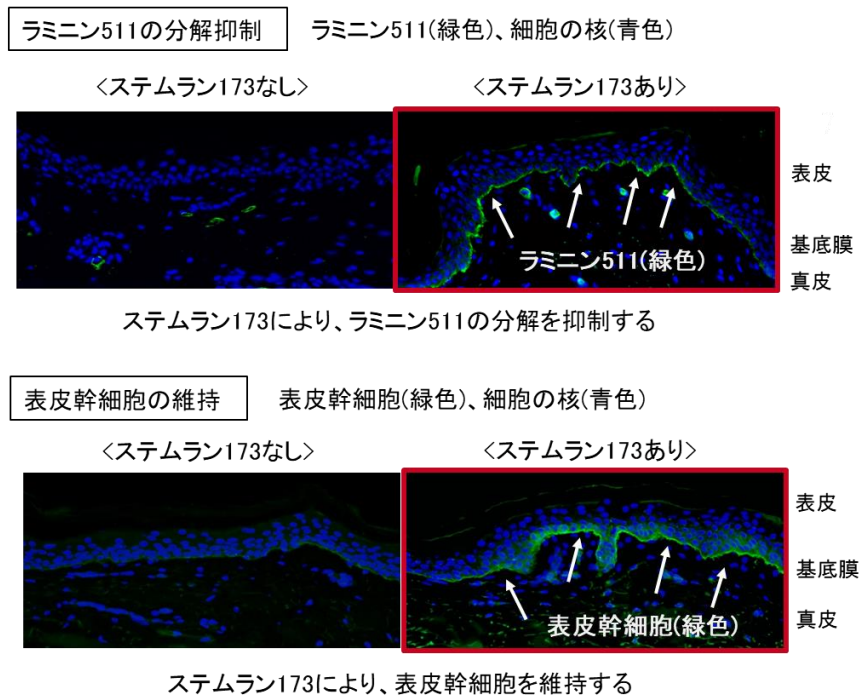 ラミニン511の分解抑制 ラミニン511(緑色)、細胞の核(青色)
<ステムラン173なし> <ステムラン173あり>
表皮
基底膜
ラミニン511(緑色)
真皮
ステムラン173により、ラミニン511の分解を抑制する
表皮幹細胞の維持 表皮幹細胞(緑色)、細胞の核(青色)
<ステムラン173なし> <ステムラン173あり>
表皮
基底膜
真皮
表皮幹細胞(緑色)
ステムラン173により、表皮幹細胞を維持する